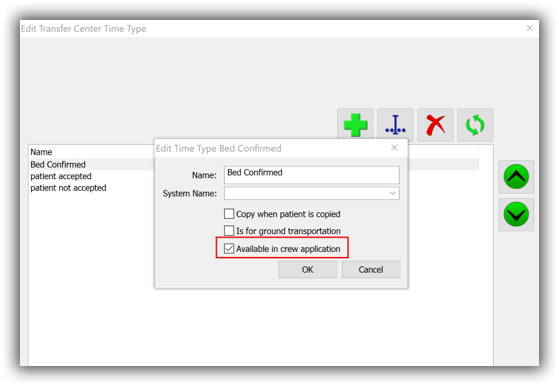 Edit Transfer Center Time Type
Name
Bed Confirmed
patient accepted
patient not accepted
Edit Time Type Bed Confirmed
Name: Bed Confirmed
System Name:
Copy when patient is copied
Is for ground transportation
Available in crew application
OK Cancel